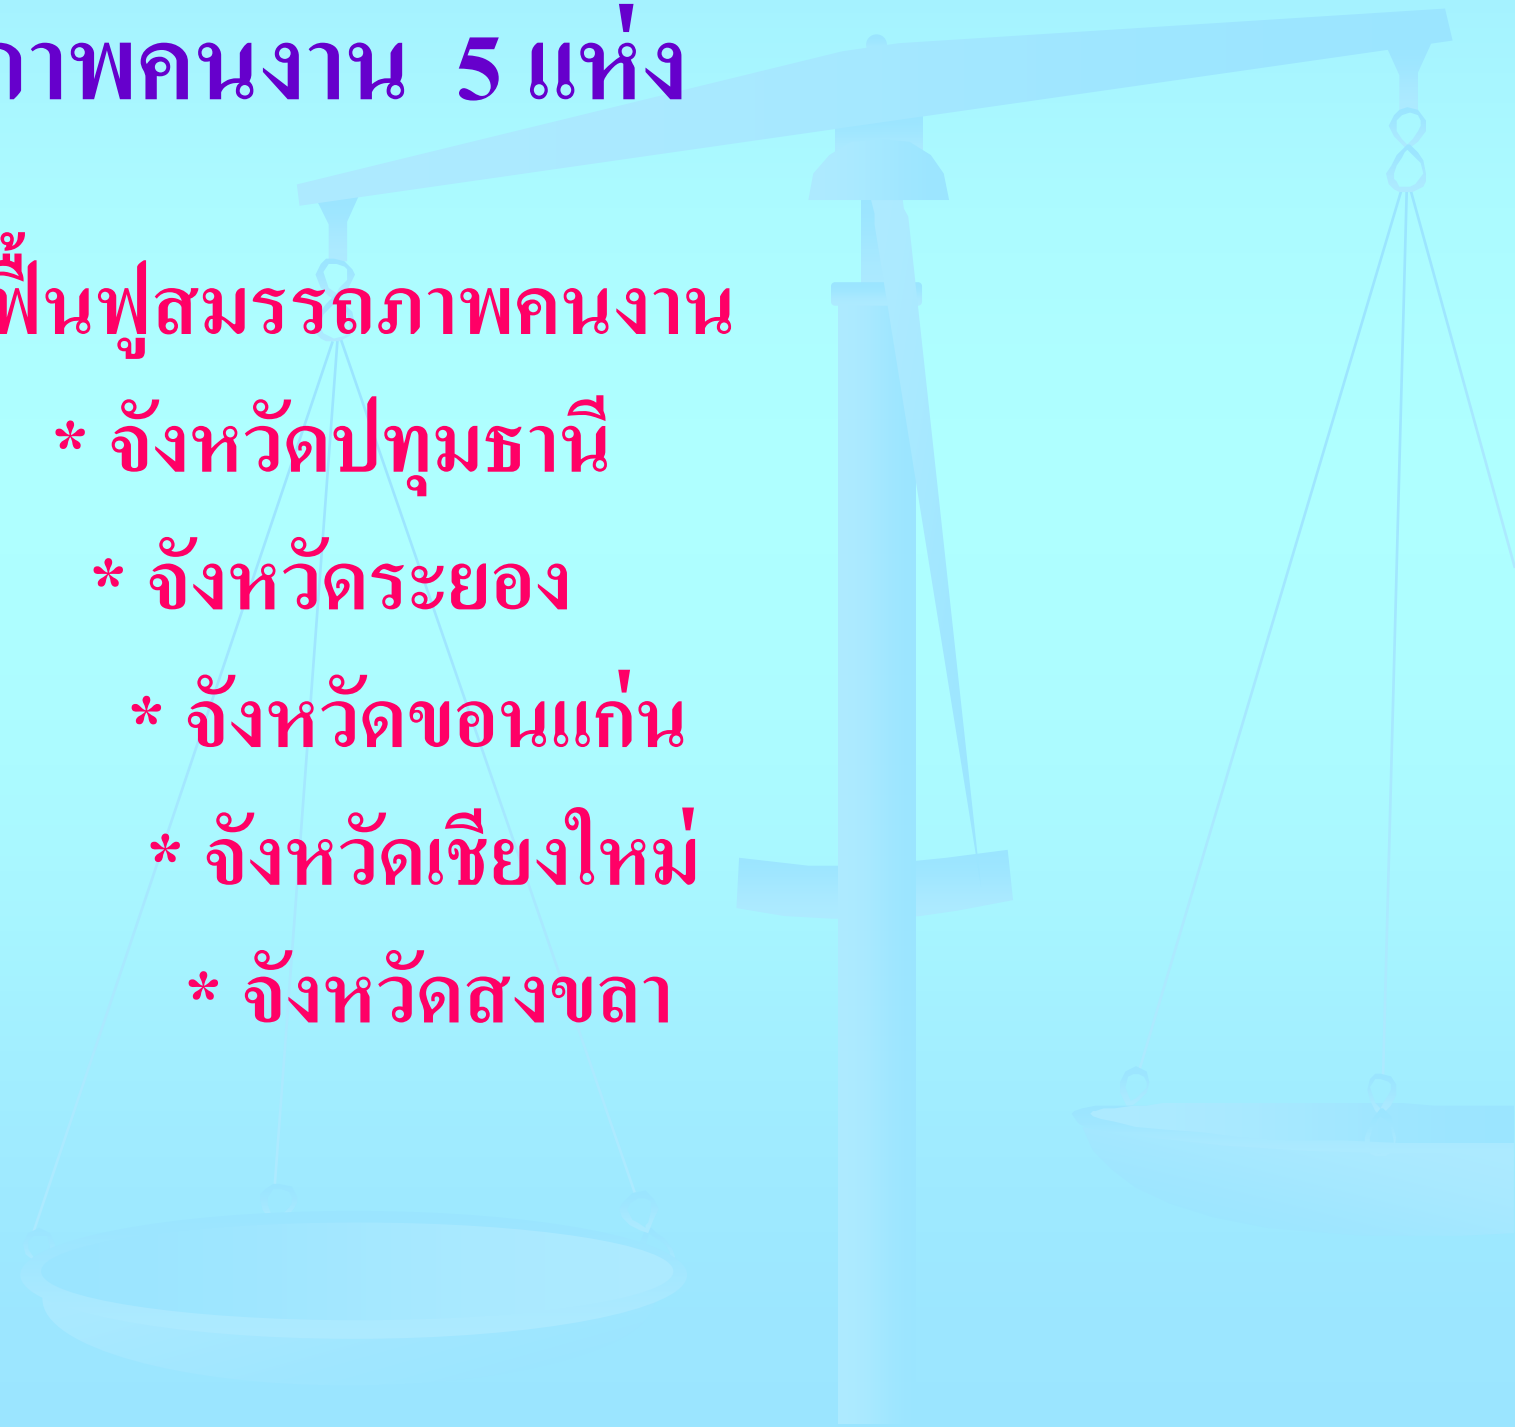 ภาพคนงาน 5 แห่ง
ฟื้นฟูสมรรถภาพคนงาน
* จังหวัดปทุมธานี
* จังหวัดระยอง
* จังหวัดขอนแก่น
* จังหวัดเชียงใหม่
* จังหวัดสงขลา